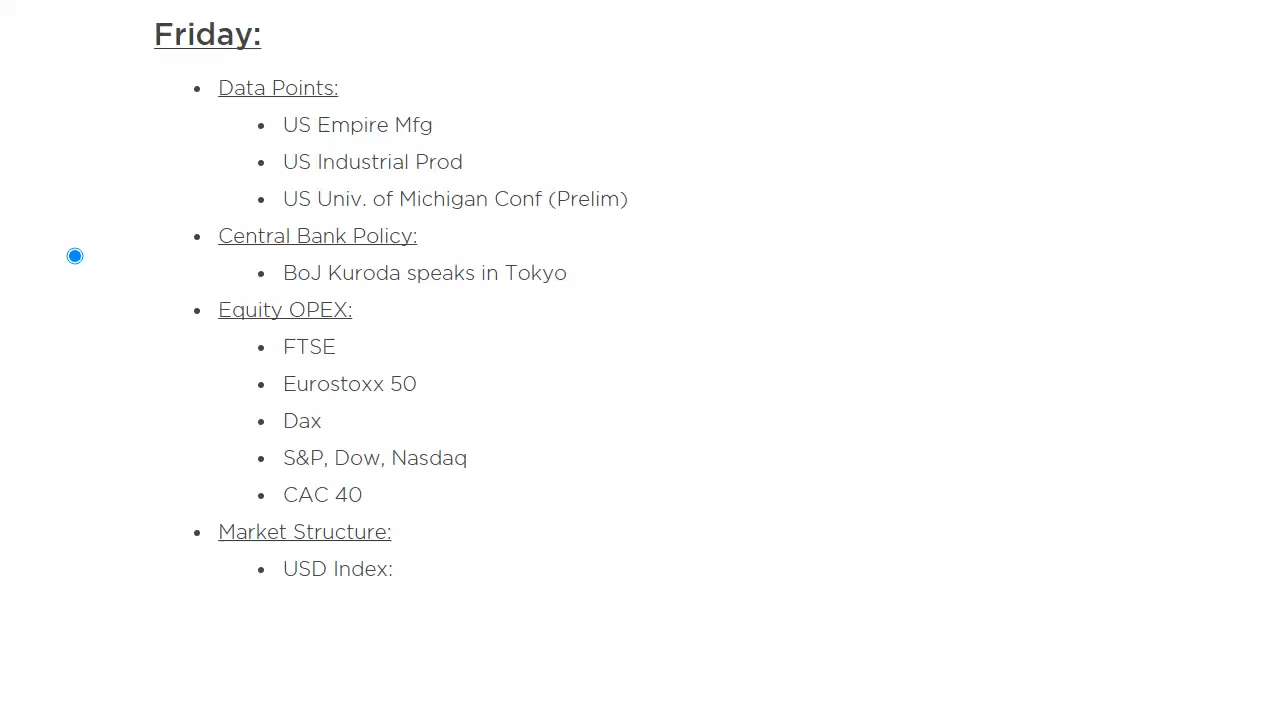 Friday:
Data Points:
US Empire Mfg
US Industrial Prod
US Univ. of Michigan Conf (Prelim)
Central Bank Policy:
BoJ Kuroda speaks in Tokyo
Equity OPEX:
FTSE
Eurostoxx 50
Dax
S&P, Dow, Nasdaq
CAC 40
Market Structure:
USD Index: